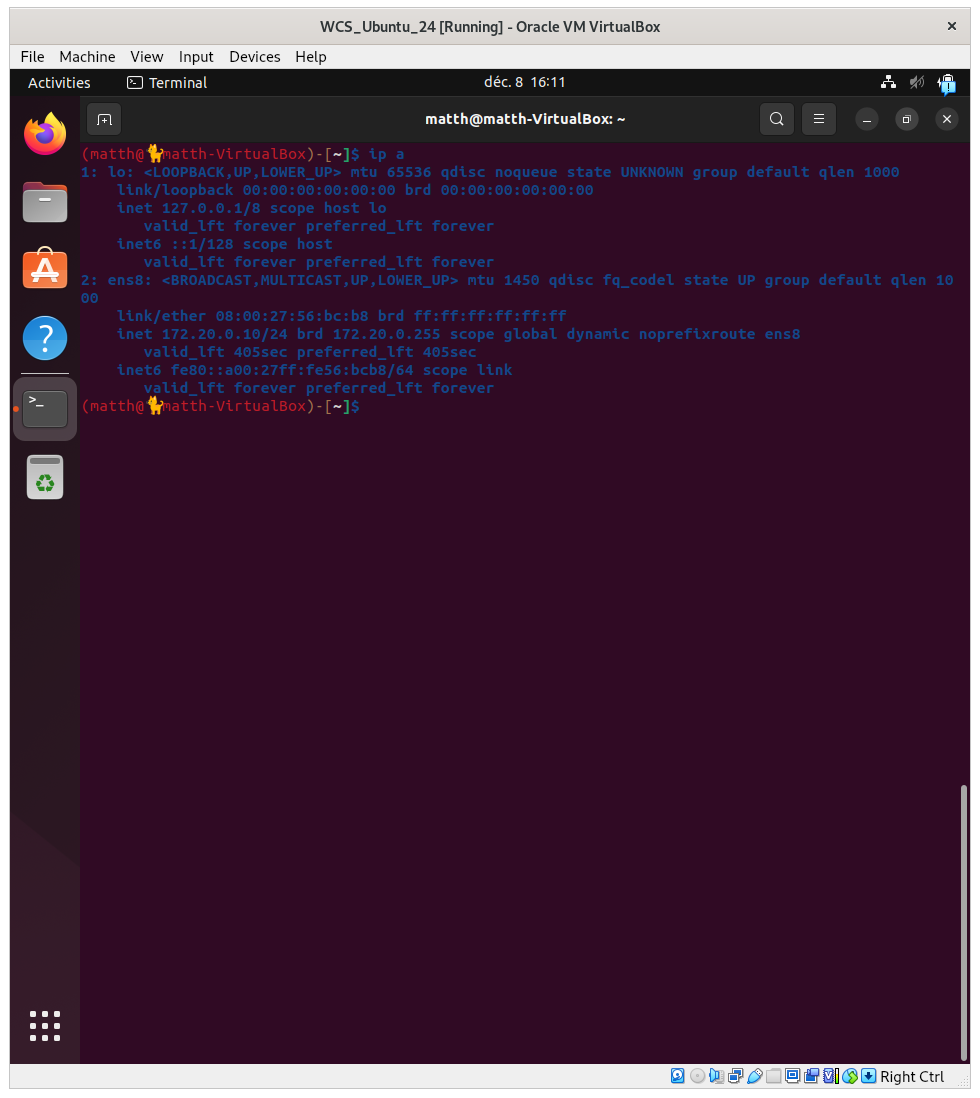 WCS_Ubuntu_24 [Running] - Oracle VM VirtualBox
File Machine View Input Devices Help
Activities Terminal déc. 8 16:11
matth@matth-VirtualBox: ~
(matth@🐈matth-VirtualBox)-[~]$ ip a
1: lo: <LOOPBACK,UP,LOWER_UP> mtu 65536 qdisc noqueue state UNKNOWN group default qlen 1000
    link/loopback 00:00:00:00:00:00 brd 00:00:00:00:00:00
    inet 127.0.0.1/8 scope host lo
       valid_lft forever preferred_lft forever
    inet6 ::1/128 scope host
       valid_lft forever preferred_lft forever
2: ens8: <BROADCAST,MULTICAST,UP,LOWER_UP> mtu 1450 qdisc fq_codel state UP group default qlen 10
00
    link/ether 08:00:27:56:bc:b8 brd ff:ff:ff:ff:ff:ff
    inet 172.20.0.10/24 brd 172.20.0.255 scope global dynamic noprefixroute ens8
       valid_lft 405sec preferred_lft 405sec
    inet6 fe80::a00:27ff:fe56:bcb8/64 scope link
       valid_lft forever preferred_lft forever
(matth@🐈matth-VirtualBox)-[~]$
Right Ctrl